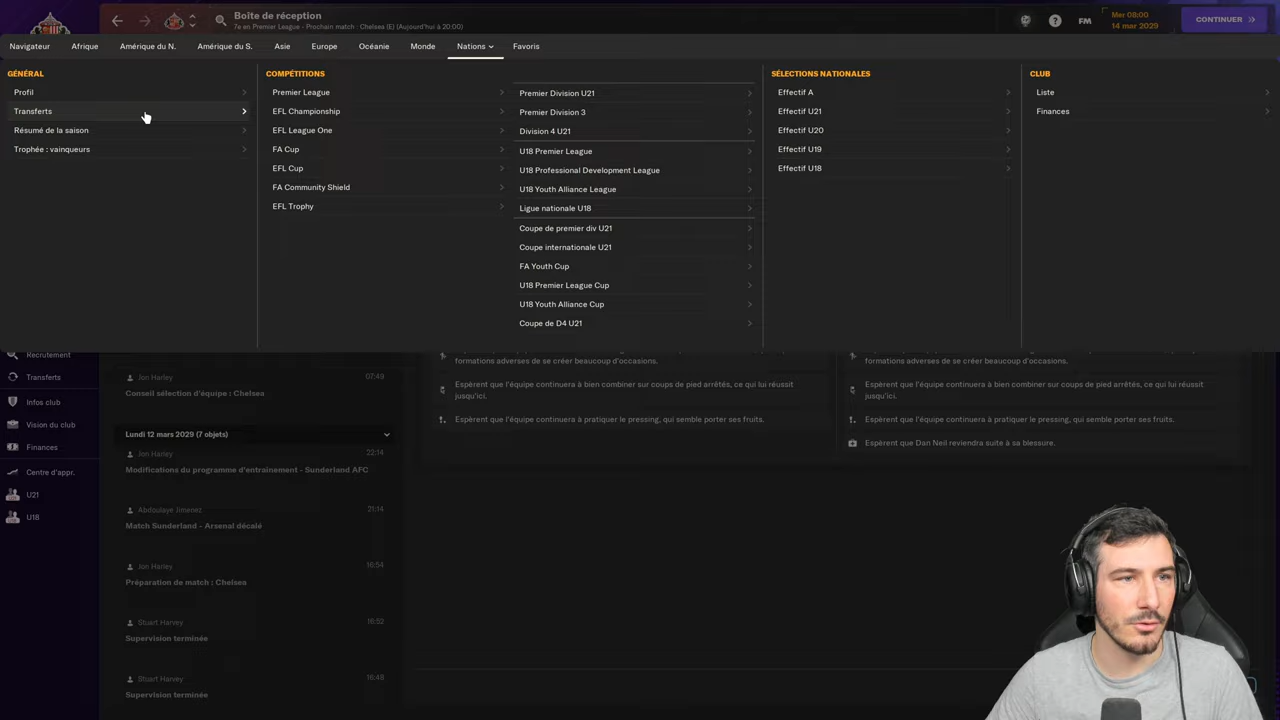 Boîte de réception
7e en Premier League - Prochain match : Chelsea (E) (Aujourd'hui à 20:00)
FM
Mer 08:00
14 mar 2029
CONTINUER
Navigateur
Afrique
Amérique du N.
Amérique du S.
Asie
Europe
Océanie
Monde
Nations
Favoris
GÉNÉRAL
Profil
Transferts
Résumé de la saison
Trophée : vainqueurs
COMPÉTITIONS
Premier League
EFL Championship
EFL League One
FA Cup
EFL Cup
FA Community Shield
EFL Trophy
Premier Division U21
Premier Division 3
Division 4 U21
U18 Premier League
U18 Professional Development League
U18 Youth Alliance League
Ligue nationale U18
Coupe de premier div U21
Coupe internationale U21
FA Youth Cup
U18 Premier League Cup
U18 Youth Alliance Cup
Coupe de D4 U21
SÉLECTIONS NATIONALES
Effectif A
Effectif U21
Effectif U20
Effectif U19
Effectif U18
CLUB
Liste
Finances
Recrutement
Transferts
Infos club
Vision du club
Finances
Centre d'appr.
U21
U18
Jon Harley
07:49
Conseil sélection d'équipe : Chelsea
Lundi 12 mars 2029 (7 objets)
Jon Harley
22:14
Modifications du programme d'entraînement - Sunderland AFC
Abdoulaye Jimenez
21:14
Match Sunderland - Arsenal décalé
Jon Harley
16:54
Préparation de match : Chelsea
Stuart Harvey
16:52
Supervision terminée
Stuart Harvey
16:48
Supervision terminée
formations adverses de se créer beaucoup d'occasions.
Espèrent que l'équipe continuera à bien combiner sur coups de pied arrêtés, ce qui lui réussit
jusqu'ici.
Espèrent que l'équipe continuera à pratiquer le pressing, qui semble porter ses fruits.
formations adverses de se créer beaucoup d'occasions.
Espèrent que l'équipe continuera à bien combiner sur coups de pied arrêtés, ce qui lui réussit
jusqu'ici.
Espèrent que l'équipe continuera à pratiquer le pressing, qui semble porter ses fruits.
Espèrent que Dan Neil reviendra suite à sa blessure.